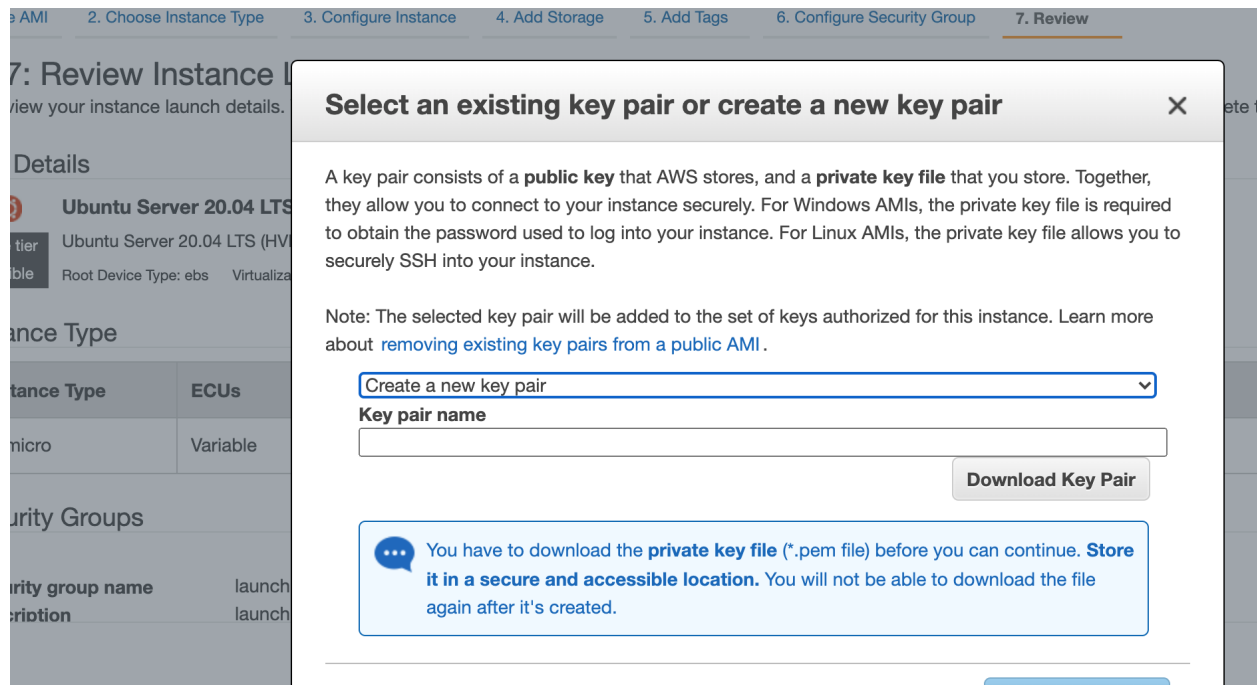 AMI
2. Choose Instance Type
3. Configure Instance
4. Add Storage
5. Add Tags
6. Configure Security Group
7. Review
7: Review Instance
your instance launch details.
Details
Ubuntu Server 20.04 LTS
Ubuntu Server 20.04 LTS (HV
tier
Root Device Type: ebs Virtualiza
Type
Type
ECUs
micro
Variable
Groups
group name
launch
launch
Select an existing key pair or create a new key pair
A key pair consists of a public key that AWS stores, and a private key file that you store. Together,
they allow you to connect to your instance securely. For Windows AMIs, the private key file is required
to obtain the password used to log into your instance. For Linux AMIs, the private key file allows you to
securely SSH into your instance.
Note: The selected key pair will be added to the set of keys authorized for this instance. Learn more
about removing existing key pairs from a public AMI.
Create a new key pair
Key pair name
Download Key Pair
You have to download the private key file (*.pem file) before you can continue. Store
it in a secure and accessible location. You will not be able to download the file
again after it's created.